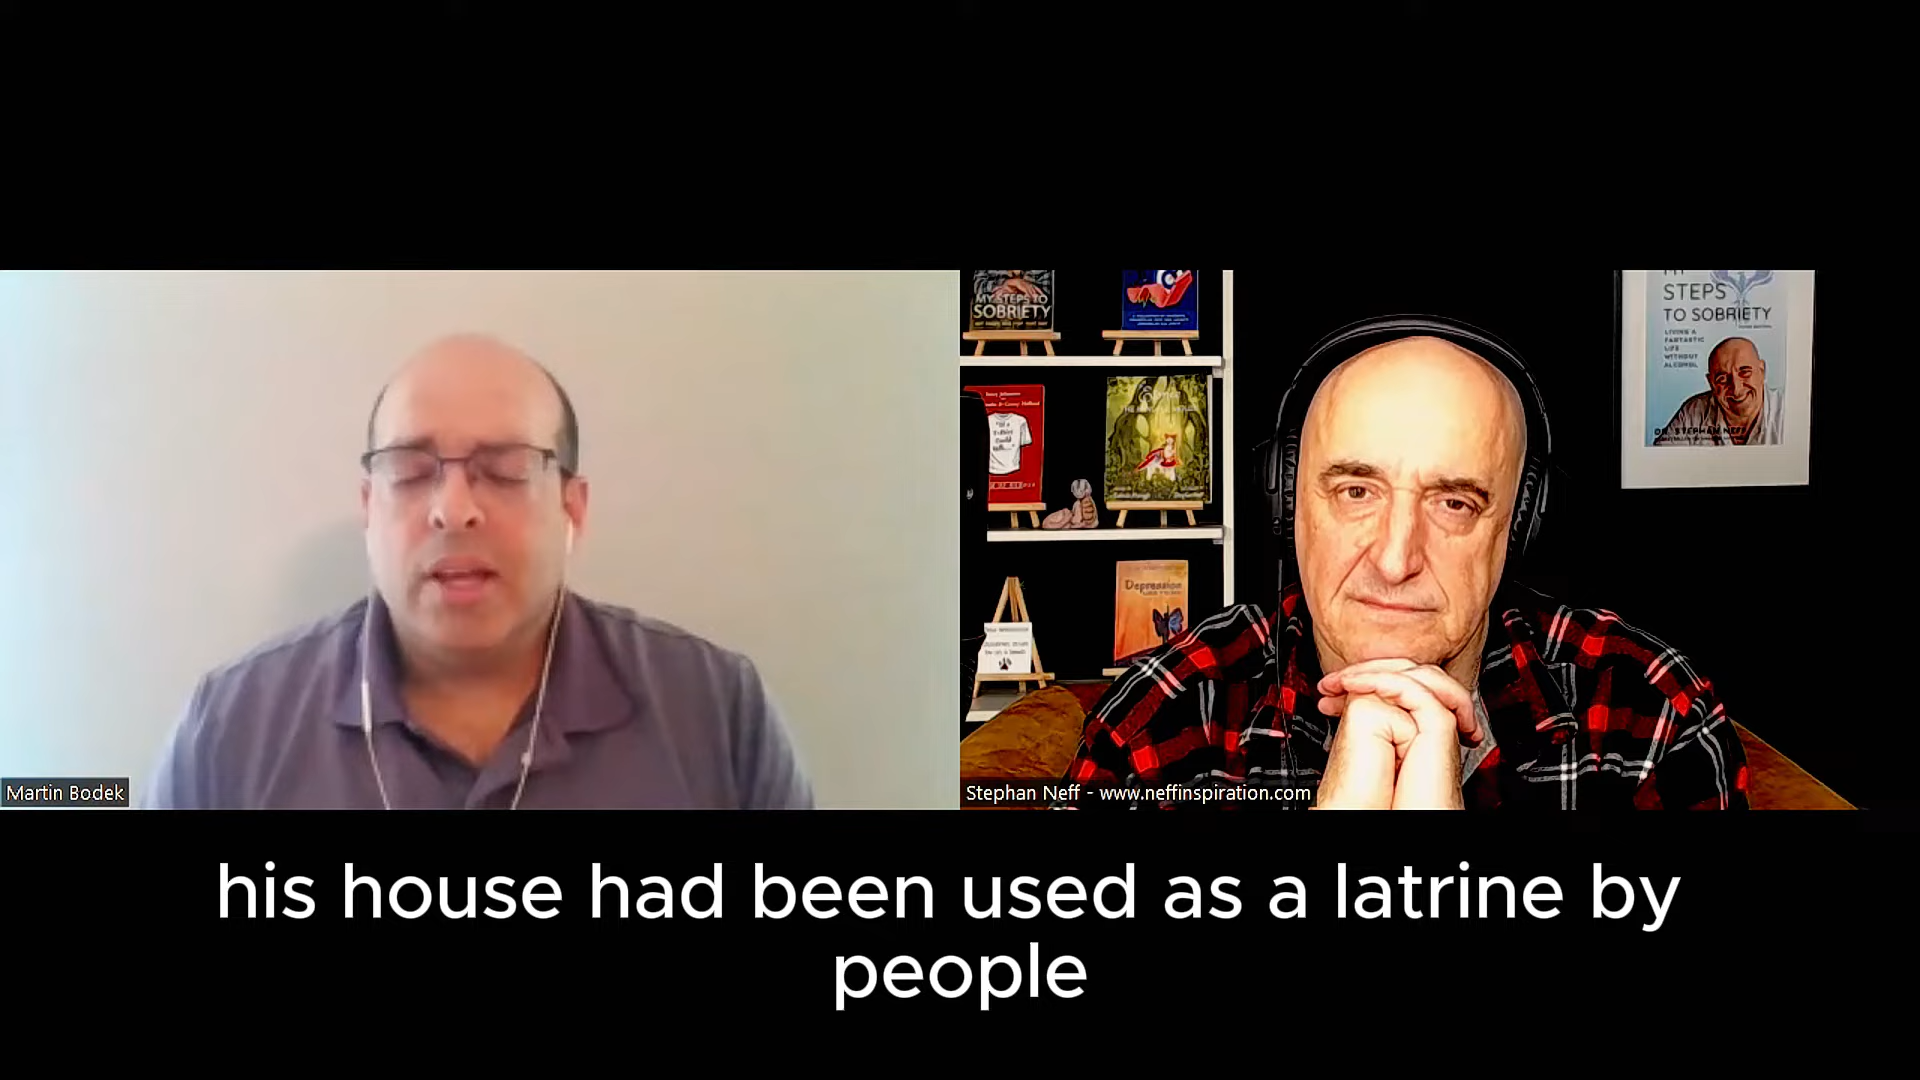 MY STEPS TO
SOBRIETY
STEPS
TO SOBRIETY
LIVING A
FANTASTIC
LIFE
WITHOUT
ALCOHOL
DR. STEPHAN NEFF
Depression
Martin Bodek
Stephan Neff - www.neffinspiration.com
his house had been used as a latrine by
people